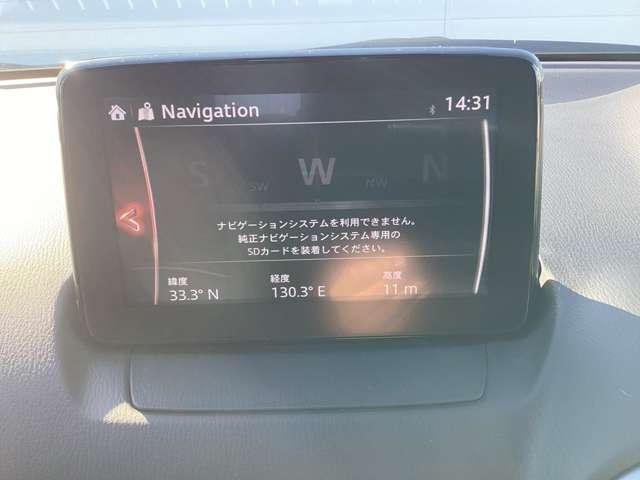 Navigation
14:31
S SW W NW N
ナビゲーションシステムを利用できません。
純正ナビゲーションシステム専用の
SDカードを装着してください。
緯度 経度 高度
33.3° N 130.3° E 11 m